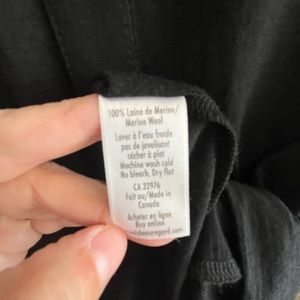 100% Laine de Merino/
Merino Wool
Laver à l'eau froide
pas de javelisant
sécher à plat
Machine wash cold
No bleach, Dry flat
CA 32976
Fait au/Made in
Canada
Acheter en ligne
Buy online